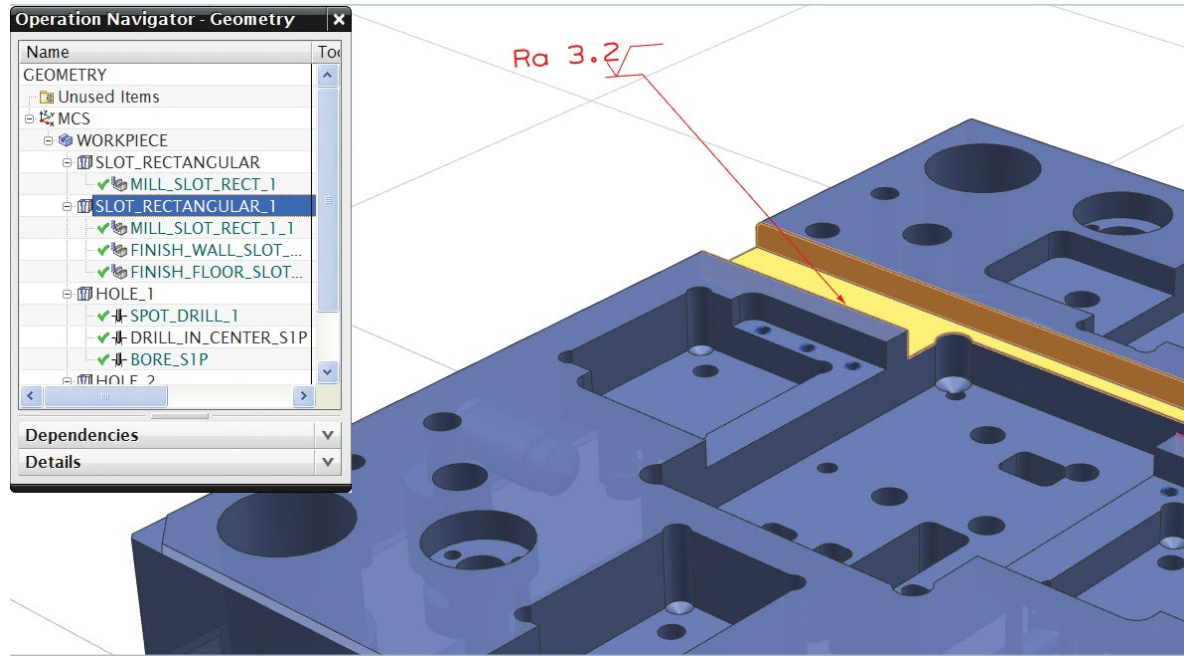 Operation Navigator - Geometry
Name
GEOMETRY
Unused Items
MCS
WORKPIECE
SLOT_RECTANGULAR
MILL_SLOT_RECT_1
SLOT_RECTANGULAR_1
MILL_SLOT_RECT_1_1
FINISH_WALL_SLOT_...
FINISH_FLOOR_SLOT...
HOLE_1
SPOT_DRILL_1
DRILL_IN_CENTER_S1P
BORE_S1P
HOLE_2
Dependencies
Details
Ra 3.2